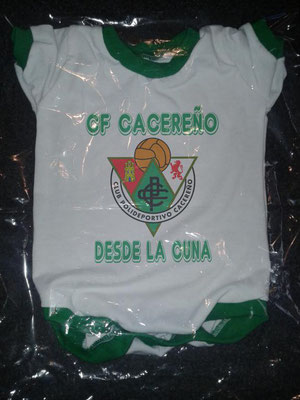 CF CACEREÑO
CLUB POLIDEPORTIVO CACEREÑO
DESDE LA CUNA